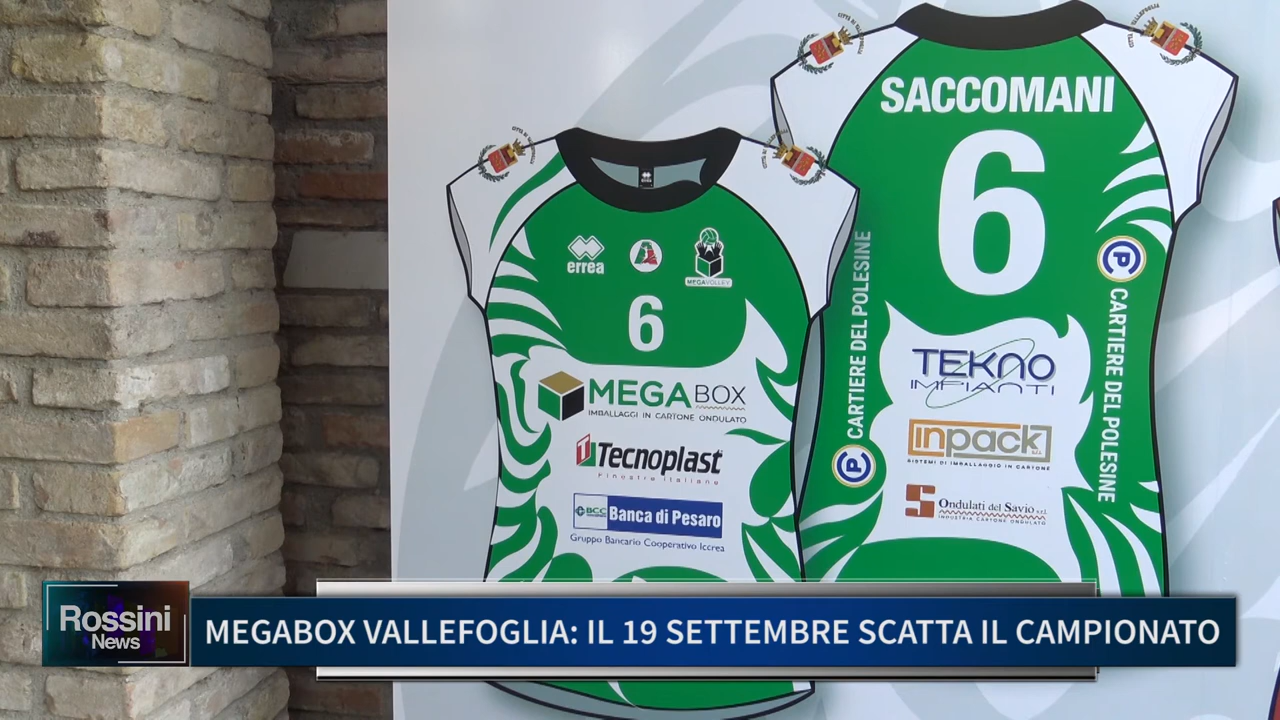 SACCOMANI
6
errea
MEGAVOLLEY
6
MEGABOX
IMBALLAGGI IN CARTONE ONDULATO
Tecnoplast
Finestre Italiane
BCC Banca di Pesaro
Gruppo Bancario Cooperativo Iccrea
CARTIERE DEL POLESINE
TEKNO
IMPIANTI
inpack
SISTEMI DI IMBALLAGGIO IN CARTONE
Ondulati del Savio s.r.l.
INDUSTRIA CARTONE ONDULATO
CARTIERE DEL POLESINE
Rossini
News
MEGABOX VALLEFOGLIA: IL 19 SETTEMBRE SCATTA IL CAMPIONATO